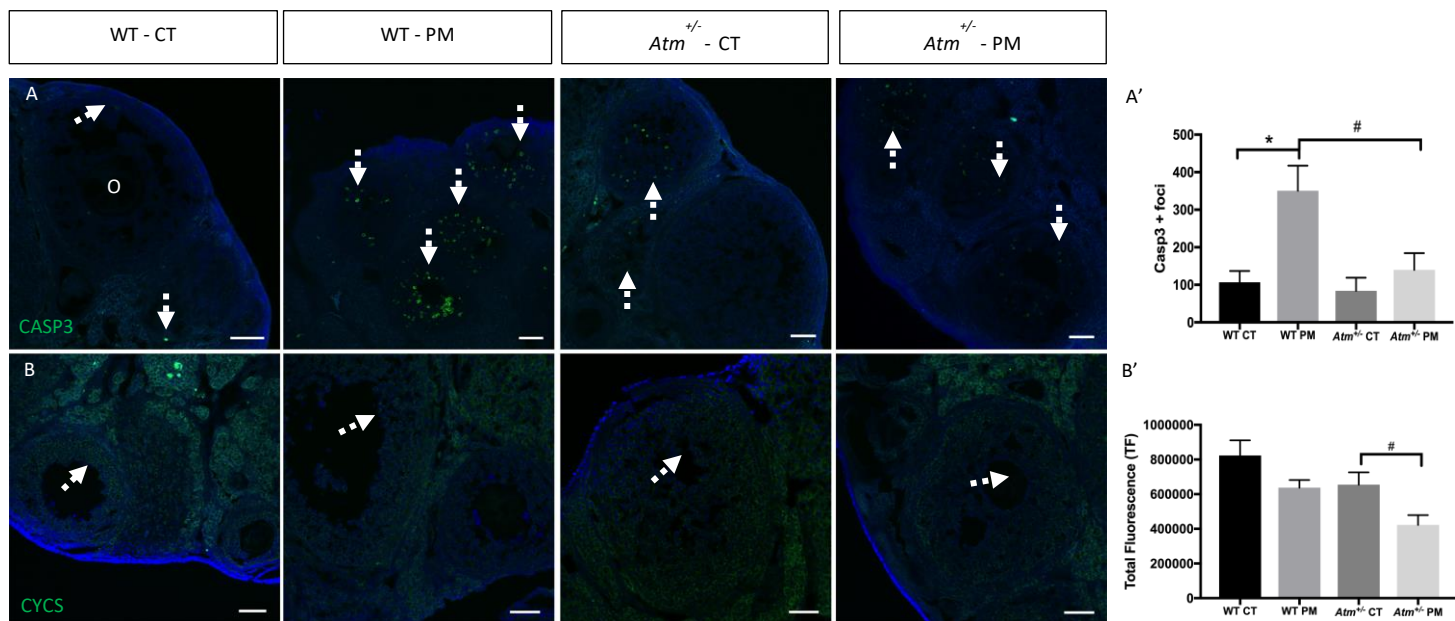 WT - CT
WT - PM
Atm+/- - CT
Atm+/- - PM
A
O
CASP3
B
CYCS
A’
Casp3 + foci
500
400
300
200
100
0
*
#
WT CT
WT PM
Atm+/- CT
Atm+/- PM
B’
Total Fluorescence (TF)
1000000
800000
600000
400000
200000
0
#
WT CT
WT PM
Atm+/- CT
Atm+/- PM